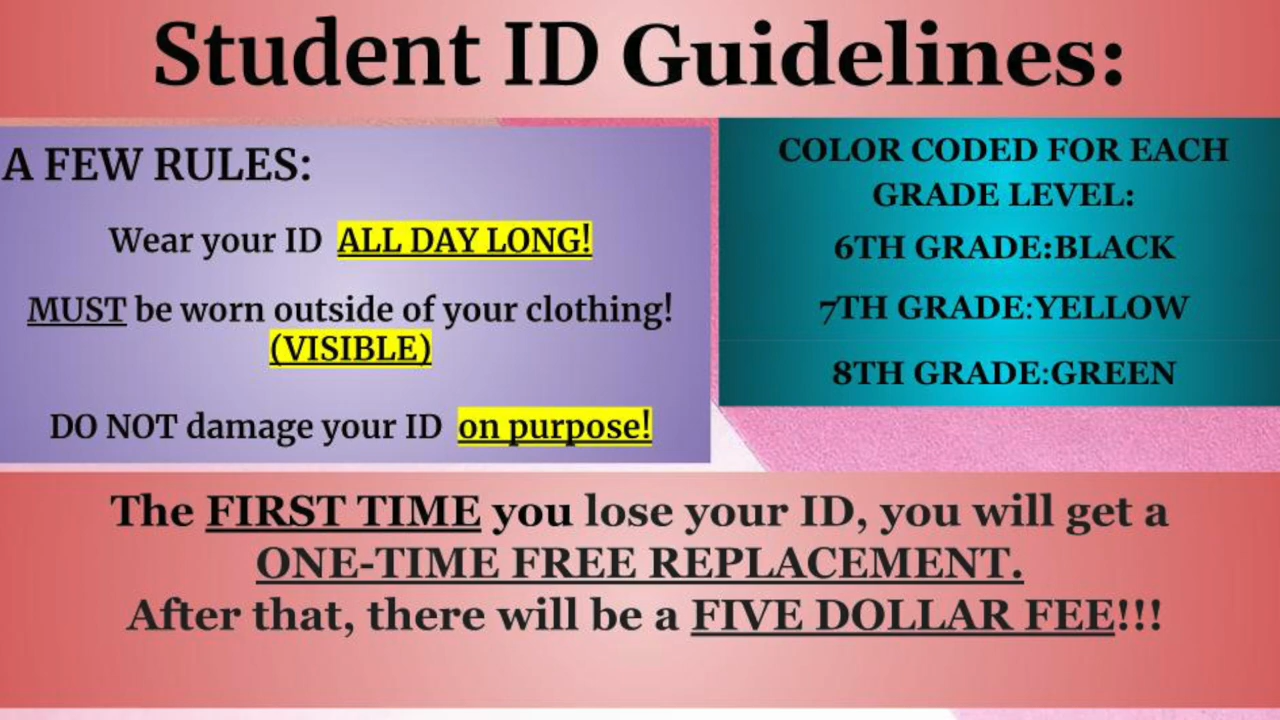 Student ID Guidelines:
A FEW RULES:
Wear your ID ALL DAY LONG!
MUST be worn outside of your clothing!
(VISIBLE)
DO NOT damage your ID on purpose!
COLOR CODED FOR EACH
GRADE LEVEL:
6TH GRADE:BLACK
7TH GRADE:YELLOW
8TH GRADE:GREEN
The FIRST TIME you lose your ID, you will get a
ONE-TIME FREE REPLACEMENT.
After that, there will be a FIVE DOLLAR FEE!!!